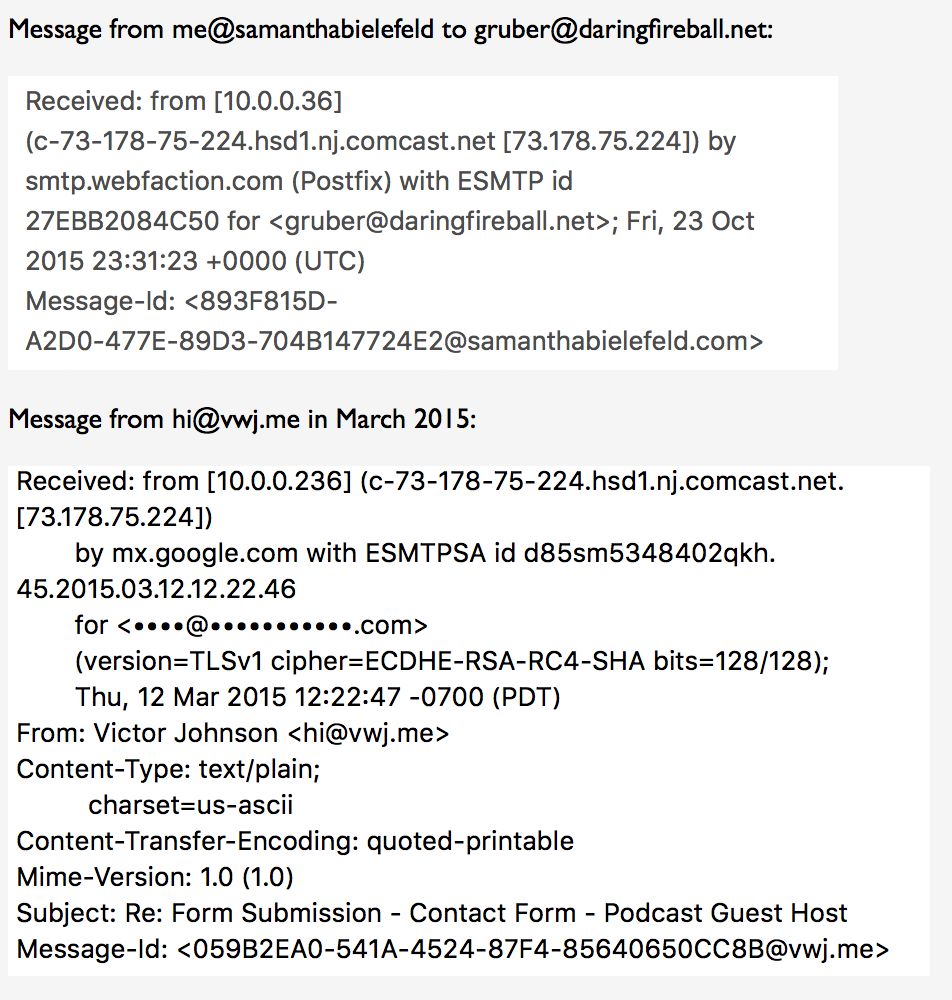 Message from me@samanthabielefeld to gruber@daringfireball.net:
Received: from [10.0.0.36]
(c-73-178-75-224.hsd1.nj.comcast.net [73.178.75.224]) by
smtp.webfaction.com (Postfix) with ESMTP id
27EBB2084C50 for <gruber@daringfireball.net>; Fri, 23 Oct
2015 23:31:23 +0000 (UTC)
Message-Id: <893F815D-
A2D0-477E-89D3-704B147724E2@samanthabielefeld.com>
Message from hi@vwj.me in March 2015:
Received: from [10.0.0.236] (c-73-178-75-224.hsd1.nj.comcast.net.
[73.178.75.224])
by mx.google.com with ESMTPSA id d85sm5348402qkh.
45.2015.03.12.12.22.46
for <••••@•••••••••••.com>
(version=TLSv1 cipher=ECDHE-RSA-RC4-SHA bits=128/128);
Thu, 12 Mar 2015 12:22:47 -0700 (PDT)
From: Victor Johnson <hi@vwj.me>
Content-Type: text/plain;
charset=us-ascii
Content-Transfer-Encoding: quoted-printable
Mime-Version: 1.0 (1.0)
Subject: Re: Form Submission - Contact Form - Podcast Guest Host
Message-Id: <059B2EA0-541A-4524-87F4-85640650CC8B@vwj.me>